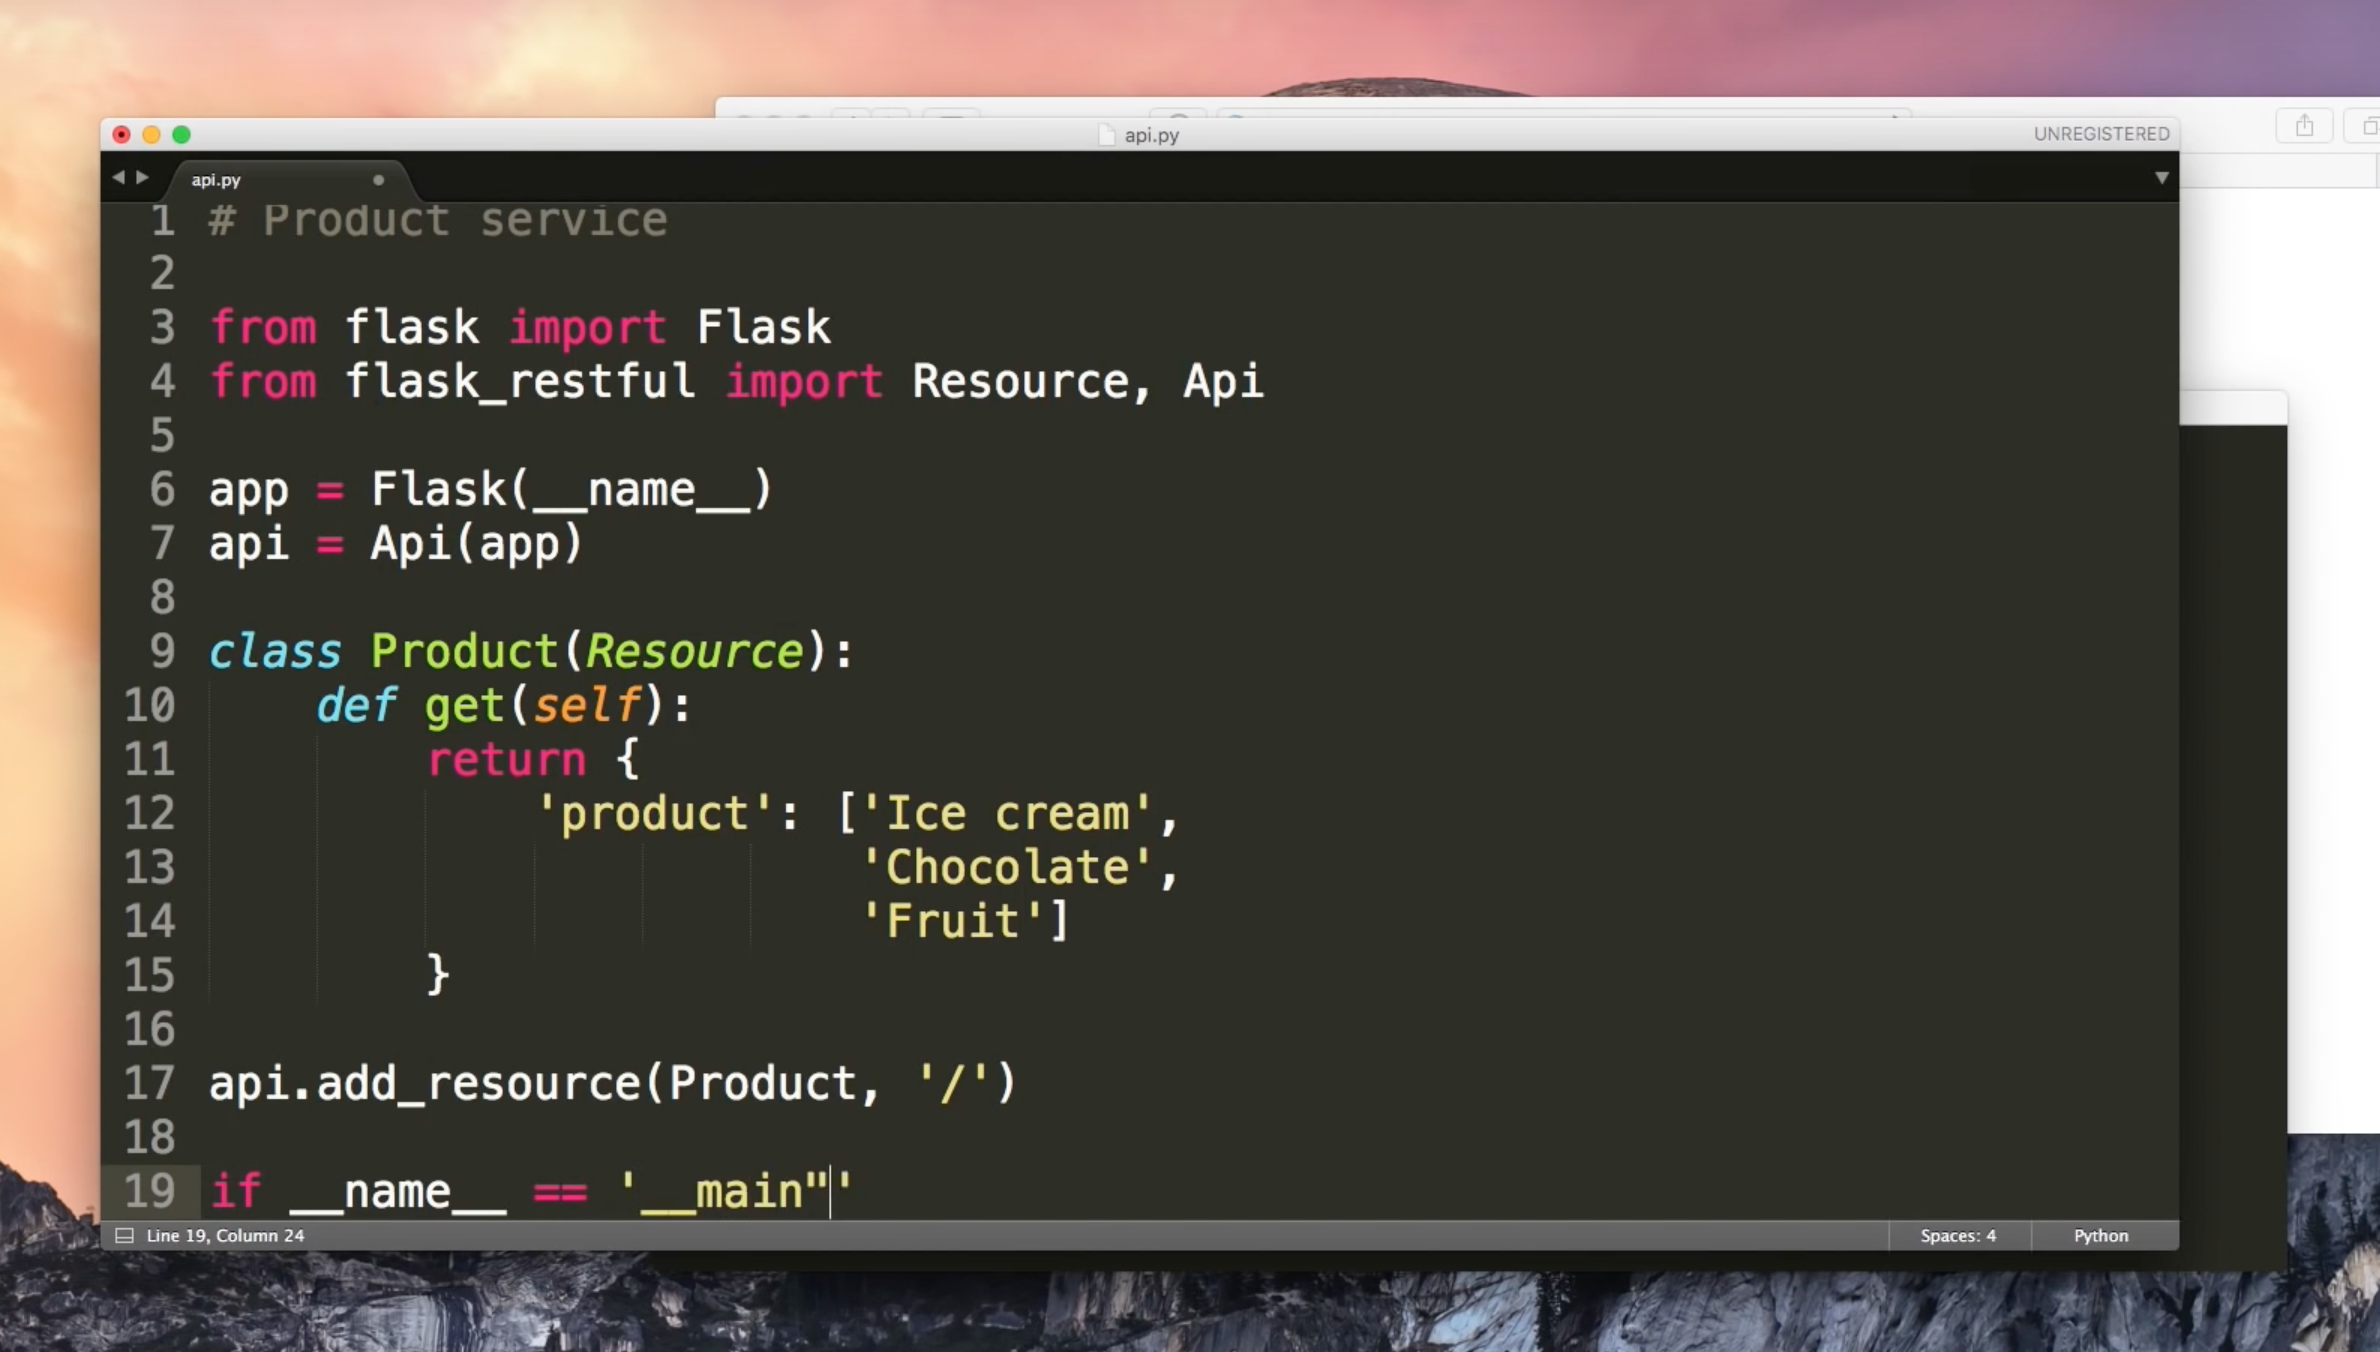 api.py
UNREGISTERED
api.py
1 # Product service
2
3 from flask import Flask
4 from flask_restful import Resource, Api
5
6 app = Flask(__name__)
7 api = Api(app)
8
9 class Product(Resource):
10     def get(self):
11         return {
12             'product': ['Ice cream',
13                         'Chocolate',
14                         'Fruit']
15         }
16
17 api.add_resource(Product, '/')
18
19 if __name__ == '__main"'
Line 19, Column 24
Spaces: 4
Python